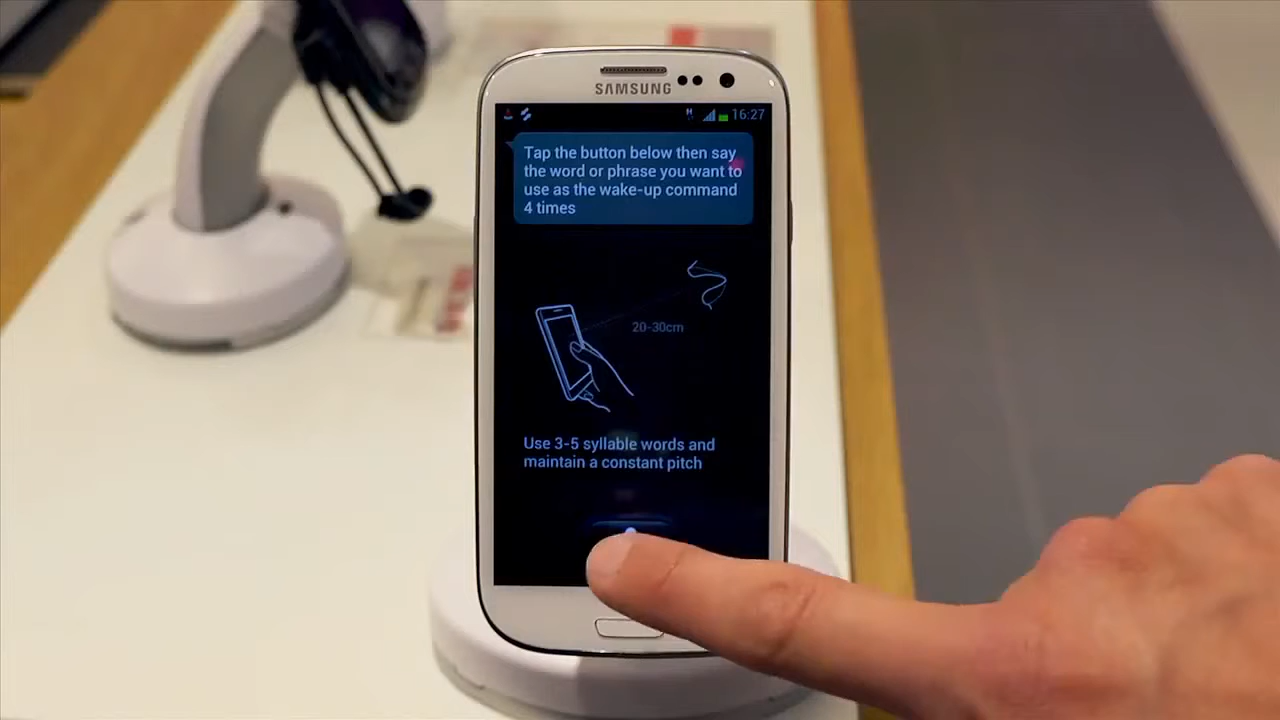 SAMSUNG
H
16:27
Tap the button below then say
the word or phrase you want to
use as the wake-up command
4 times
20-30cm
Use 3-5 syllable words and
maintain a constant pitch